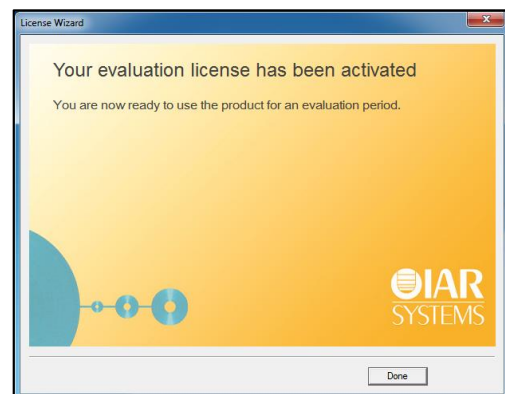 License Wizard
Your evaluation license has been activated
You are now ready to use the product for an evaluation period.
IAR
SYSTEMS
Done